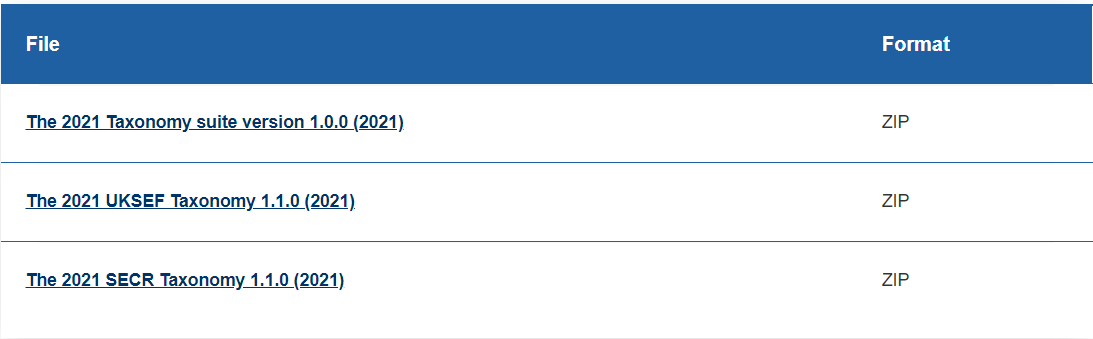 File Format
The 2021 Taxonomy suite version 1.0.0 (2021) ZIP
The 2021 UKSEF Taxonomy 1.1.0 (2021) ZIP
The 2021 SECR Taxonomy 1.1.0 (2021) ZIP